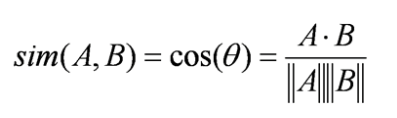 sim(A, B) = cos(θ) = A · B / ‖A‖‖B‖